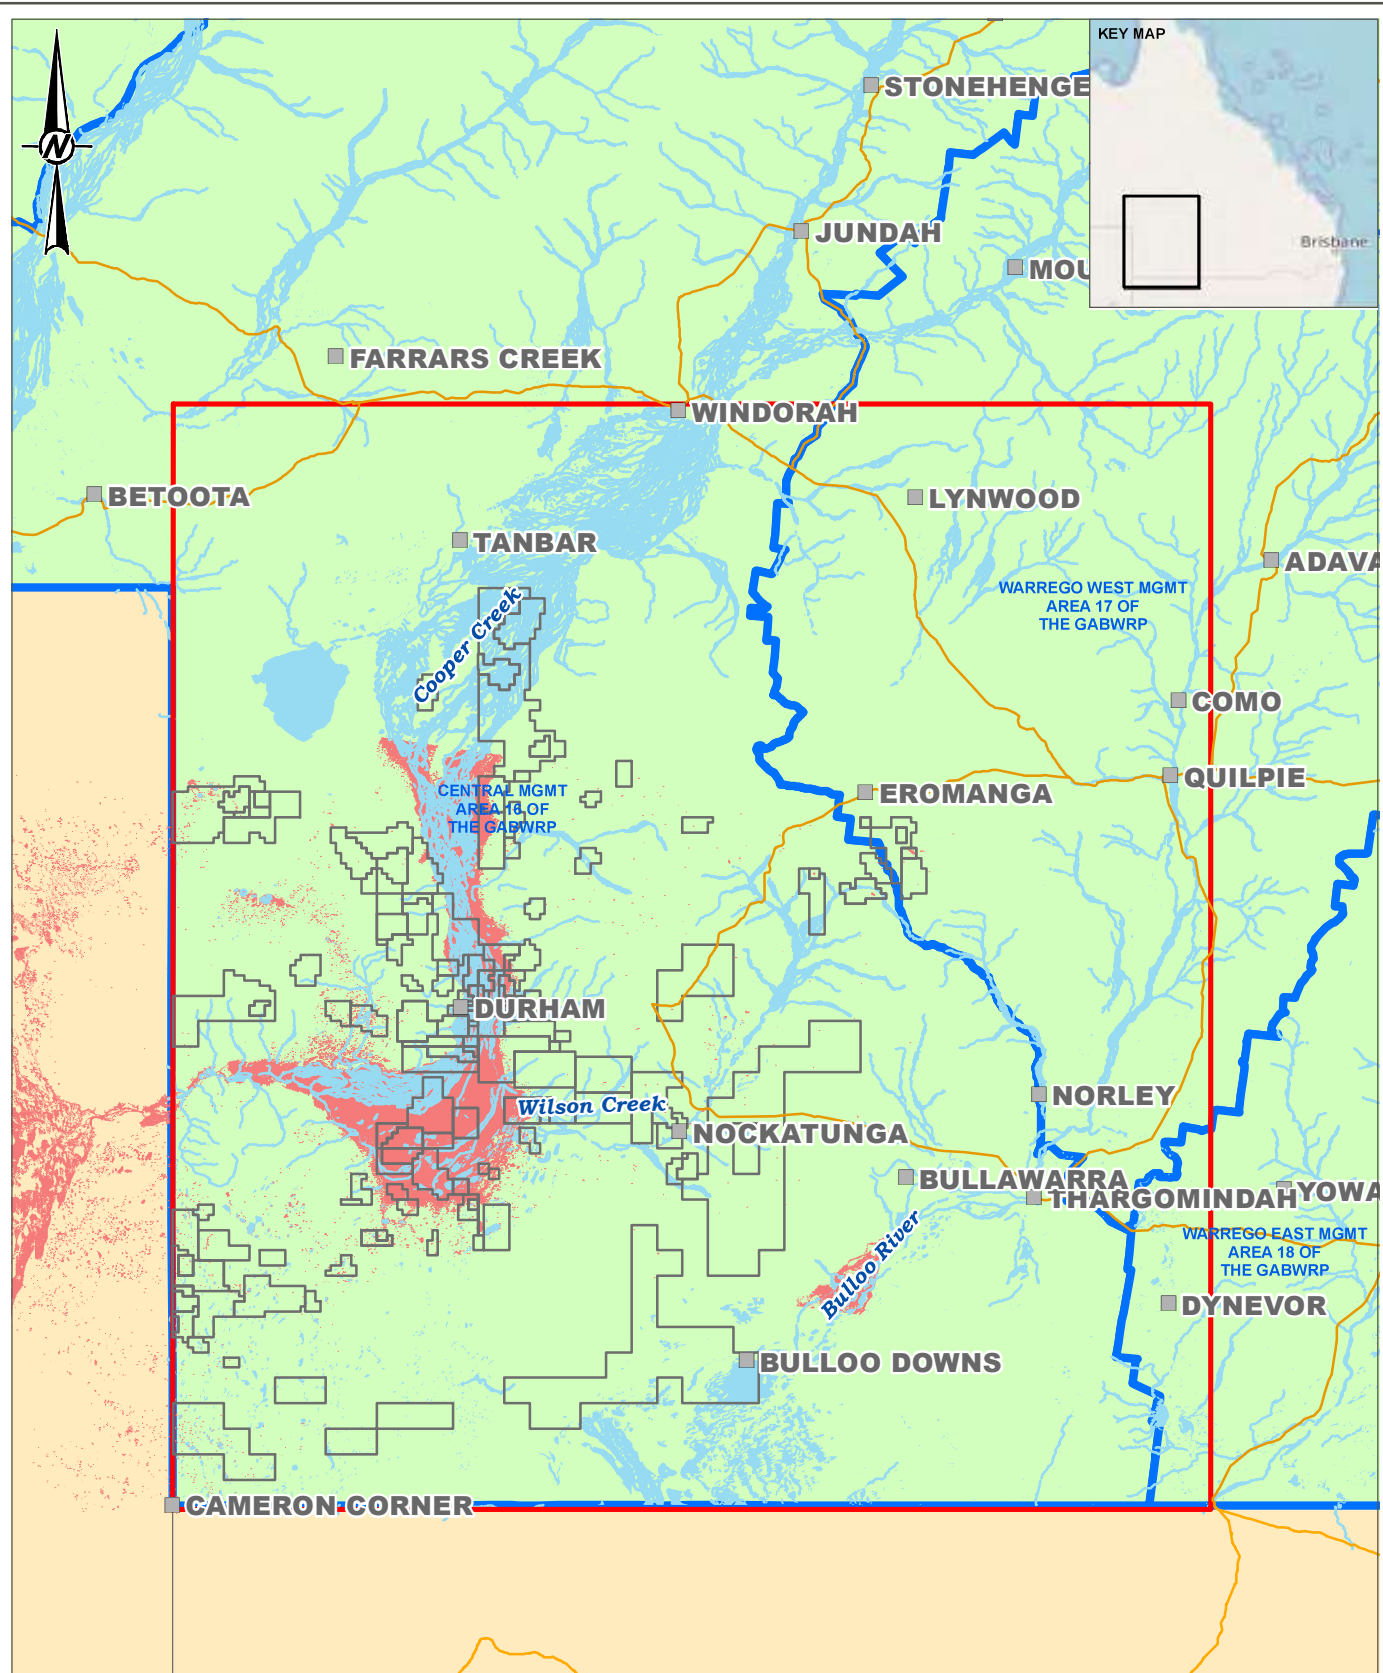 KEY MAP
N
STONEHENGE
JUNDAH
Brisbane
MOU
FARRARS CREEK
WINDORAH
BETOOTA
LYNWOOD
TANBAR
ADAVA
WARREGO WEST MGMT
AREA 17 OF
THE GABWRP
Cooper Creek
COMO
QUILPIE
CENTRAL MGMT
AREA 16 OF
THE GABWRP
EROMANGA
DURHAM
NORLEY
Wilson Creek
NOCKATUNGA
BULLAWARRA
THARGOMINDAH
YOWA
Bulloo River
WARREGO EAST MGMT
AREA 18 OF
THE GABWRP
DYNEVOR
BULLOO DOWNS
CAMERON CORNER